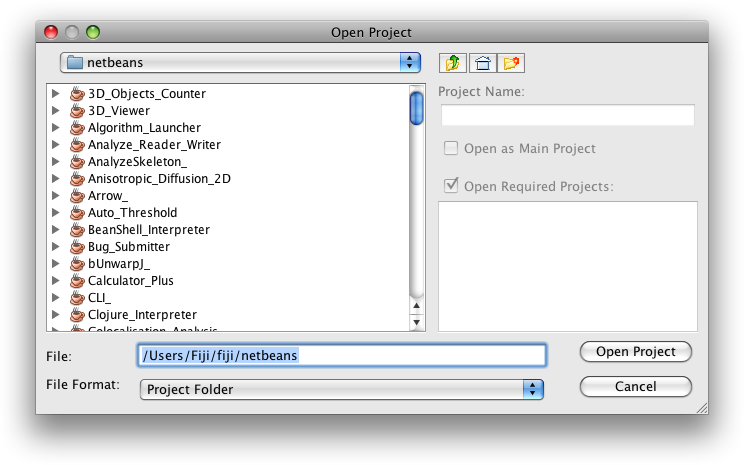 Open Project
netbeans
3D_Objects_Counter
3D_Viewer
Algorithm_Launcher
Analyze_Reader_Writer
AnalyzeSkeleton_
Anisotropic_Diffusion_2D
Arrow_
Auto_Threshold
BeanShell_Interpreter
Bug_Submitter
bUnwarpJ_
Calculator_Plus
CLI_
Clojure_Interpreter
Colocalisation_Analysis
Project Name:
Open as Main Project
Open Required Projects:
File: /Users/Fiji/fiji/netbeans
Open Project
File Format: Project Folder
Cancel